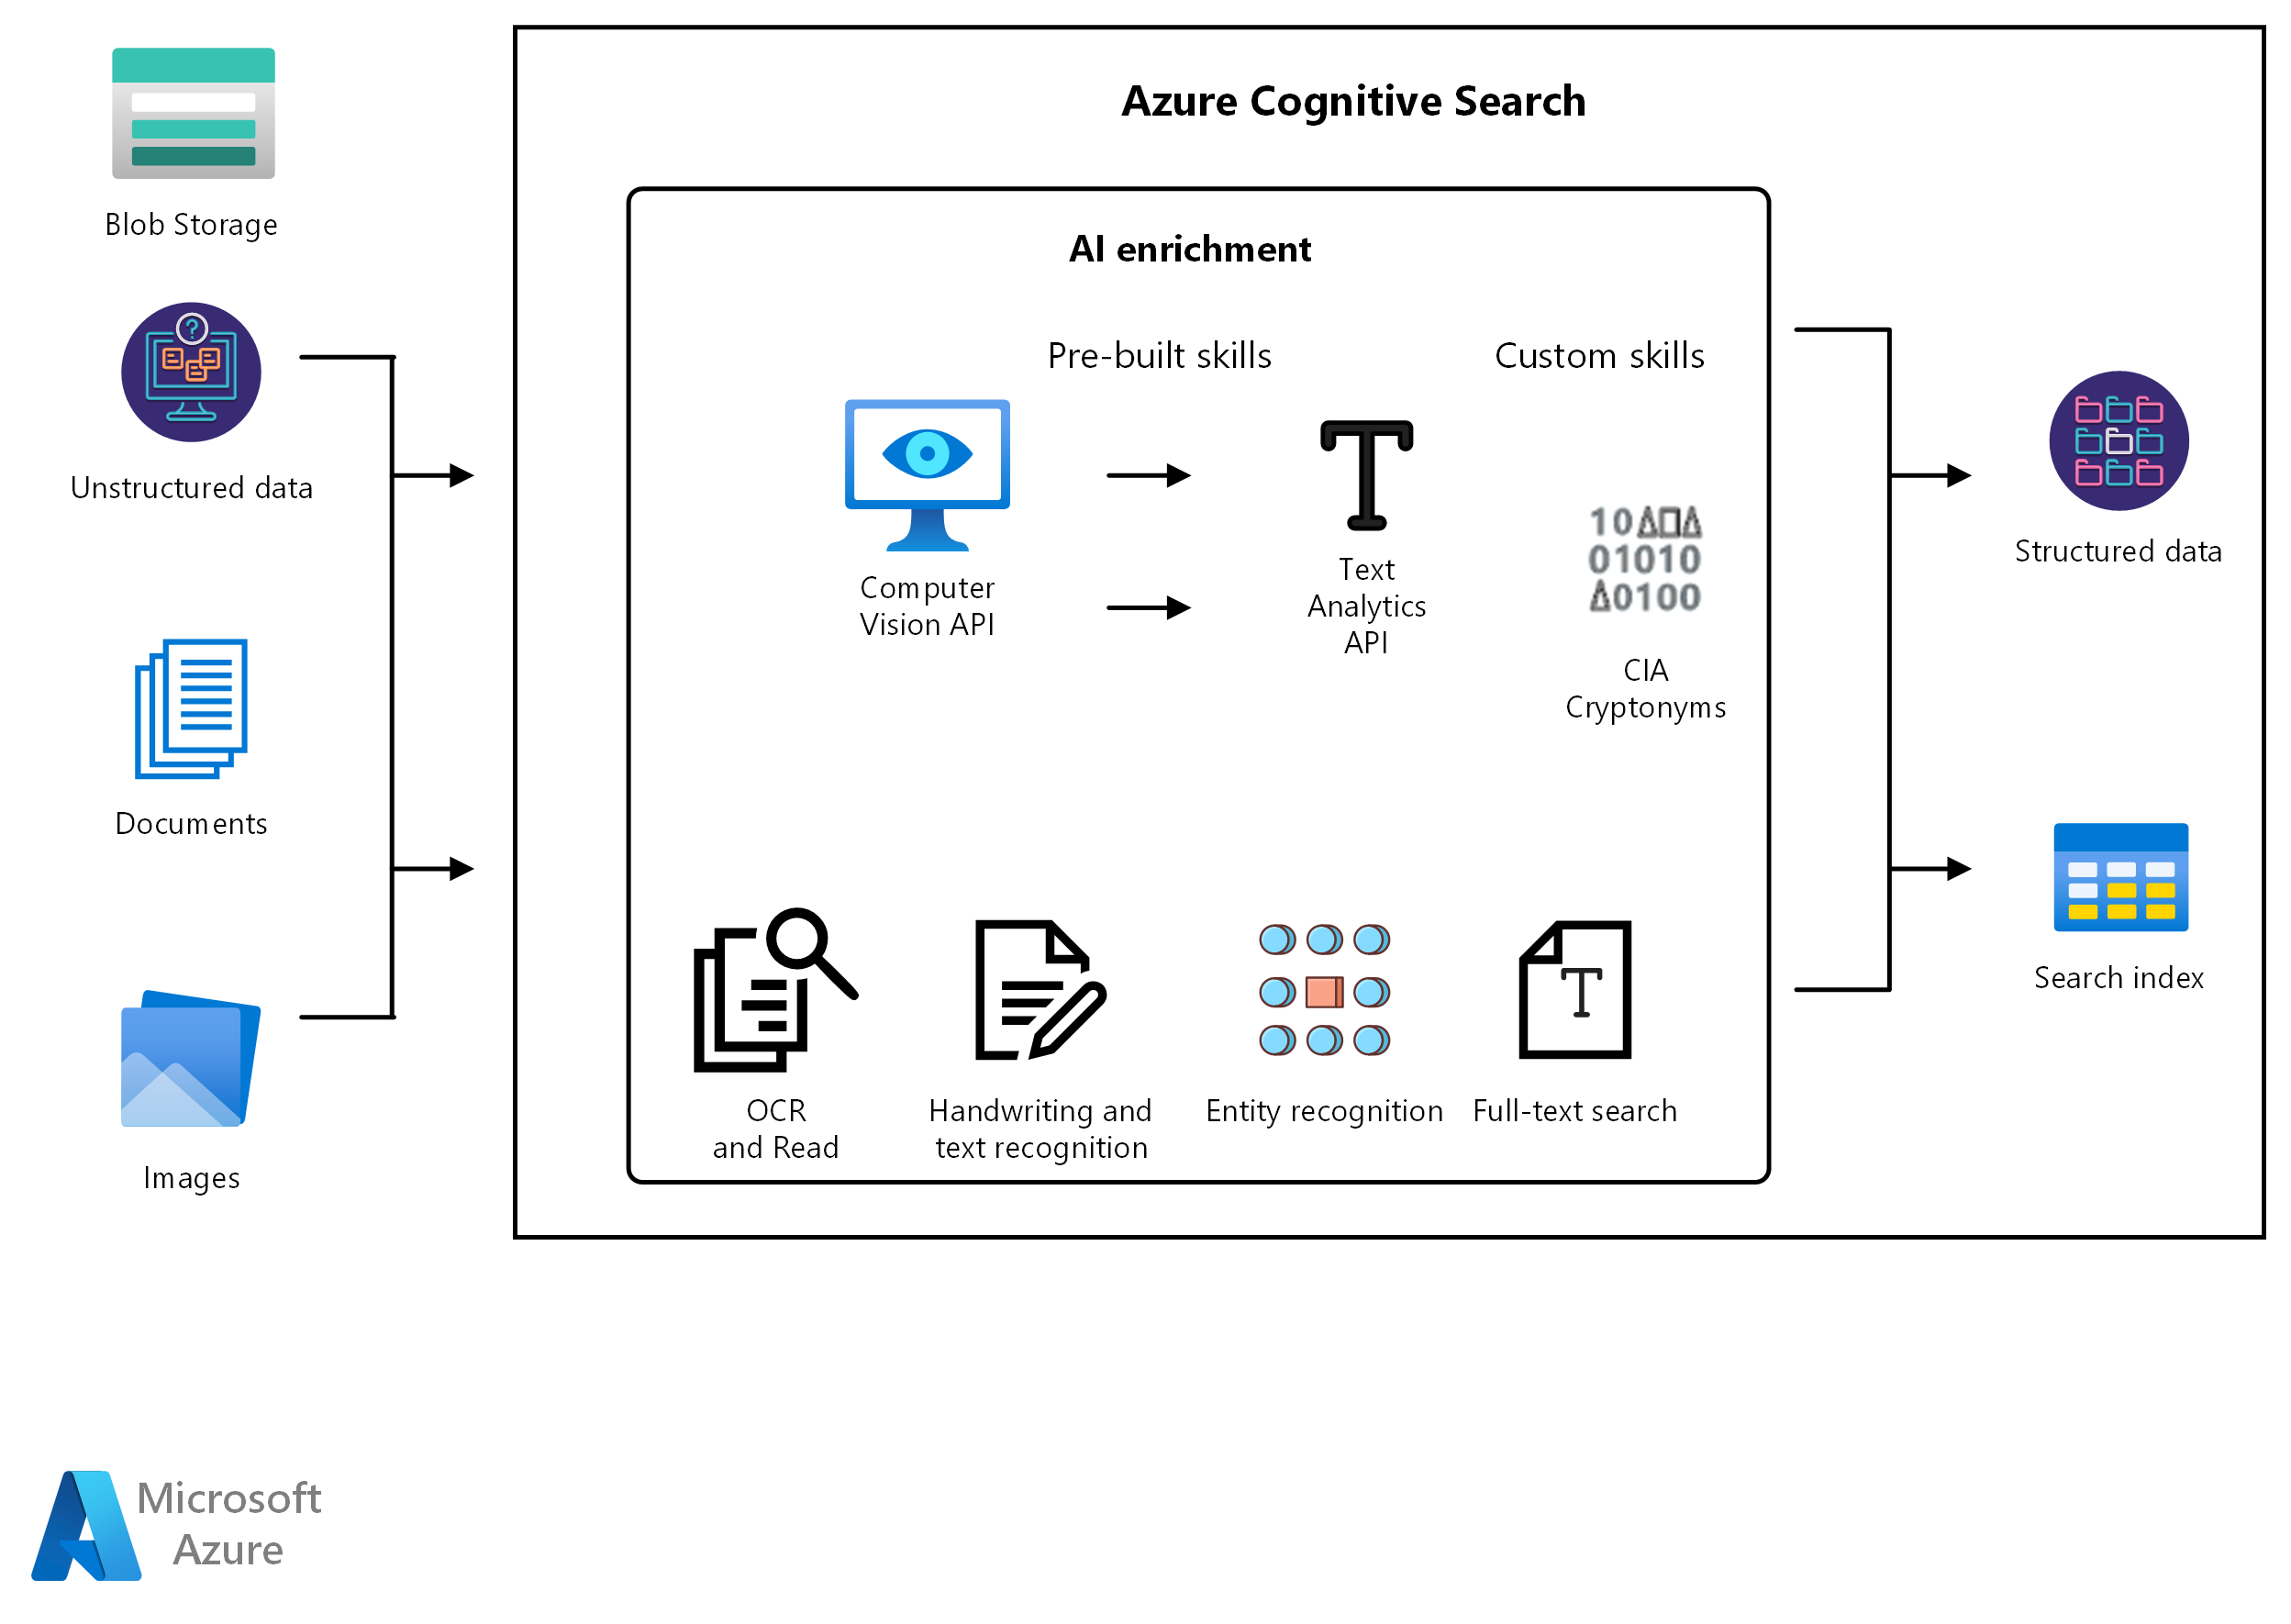 Azure Cognitive Search
Blob Storage
Unstructured data
Documents
Images
AI enrichment
Pre-built skills
Custom skills
Computer
Vision API
Text
Analytics
API
10
01010
0100
CIA
Cryptonyms
OCR
and Read
Handwriting and
text recognition
Entity recognition
T
Full-text search
Structured data
Search index
Microsoft
Azure